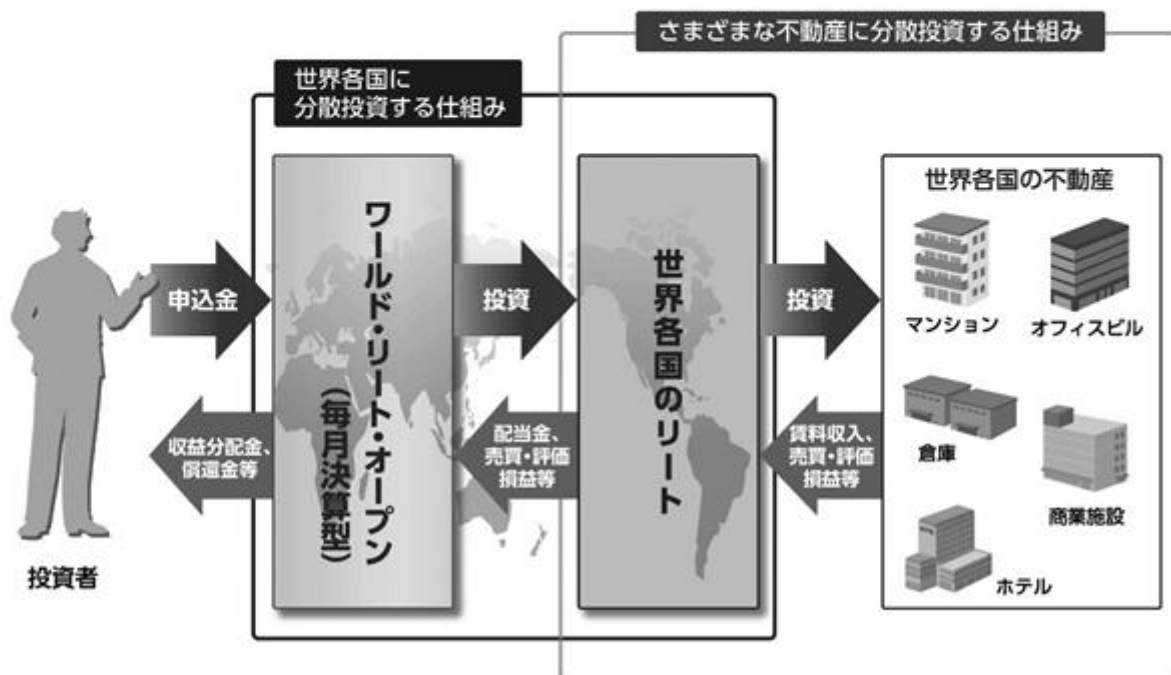 さまざまな不動産に分散投資する仕組み
世界各国に
分散投資する仕組み
投資者
申込金
収益分配金、
償還金等
ワールド・リート・オープン
(毎月決算型)
投資
配当金、
売買・評価
損益等
世界各国のリート
投資
賃料収入、
売買・評価
損益等
世界各国の不動産
マンション
オフィスビル
倉庫
商業施設
ホテル